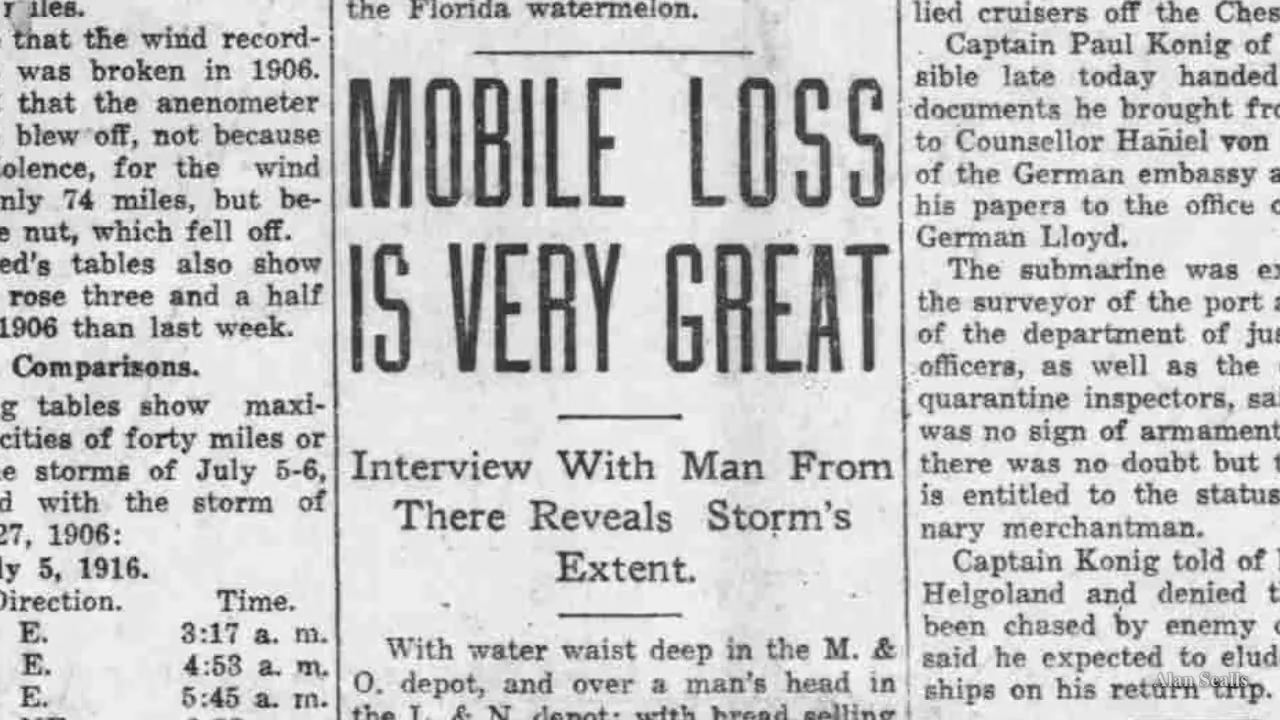 that the wind record-
was broken in 1906.
that the anenometer
blew off, not because
olence, for the wind
nly 74 miles, but be-
e nut, which fell off.
ed's tables also show
rose three and a half
1906 than last week.
Comparisons.
g tables show maxi-
cities of forty miles or
e storms of July 5-6,
d with the storm of
27, 1906:
ly 5, 1916.
Direction. Time.
E. 3:17 a. m.
E. 4:53 a. m.
E. 5:45 a. m.
the Florida watermelon.
MOBILE LOSS
IS VERY GREAT
Interview With Man From
There Reveals Storm's
Extent.
With water waist deep in the M. &
O. depot, and over a man's head in
the L. & N. depot; with bread selling
lied cruisers off the Ches
Captain Paul Konig of
sible late today handed
documents he brought fro
to Counsellor Haniel von
of the German embassy a
his papers to the office o
German Lloyd.
The submarine was ex
the surveyor of the port a
of the department of jus
officers, as well as the
quarantine inspectors, sa
was no sign of armament
there was no doubt but t
is entitled to the status
nary merchantman.
Captain Konig told of
Helgoland and denied t
been chased by enemy c
said he expected to elud
ships on his return trip.
Alan Sealls